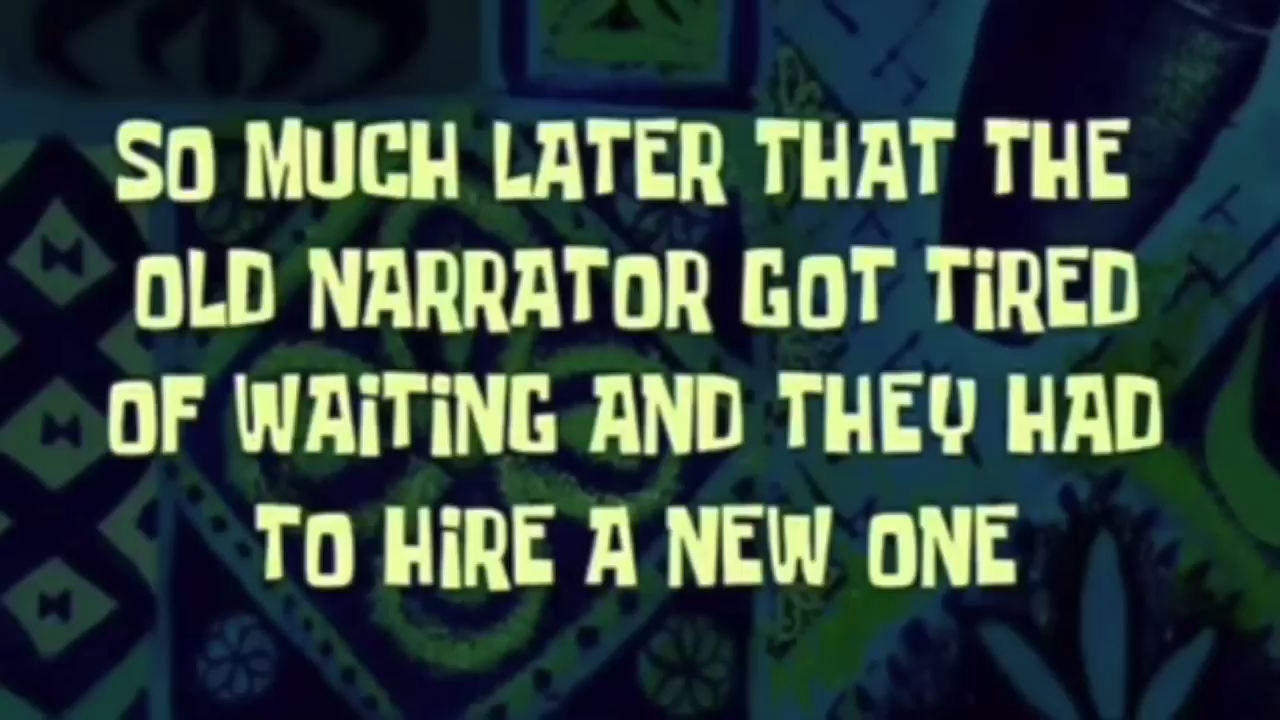 SO MUCH LATER THAT THE
OLD NARRATOR GOT TiRED
OF WAiTiNG AND THEY HAD
TO HiRE A NEW ONE